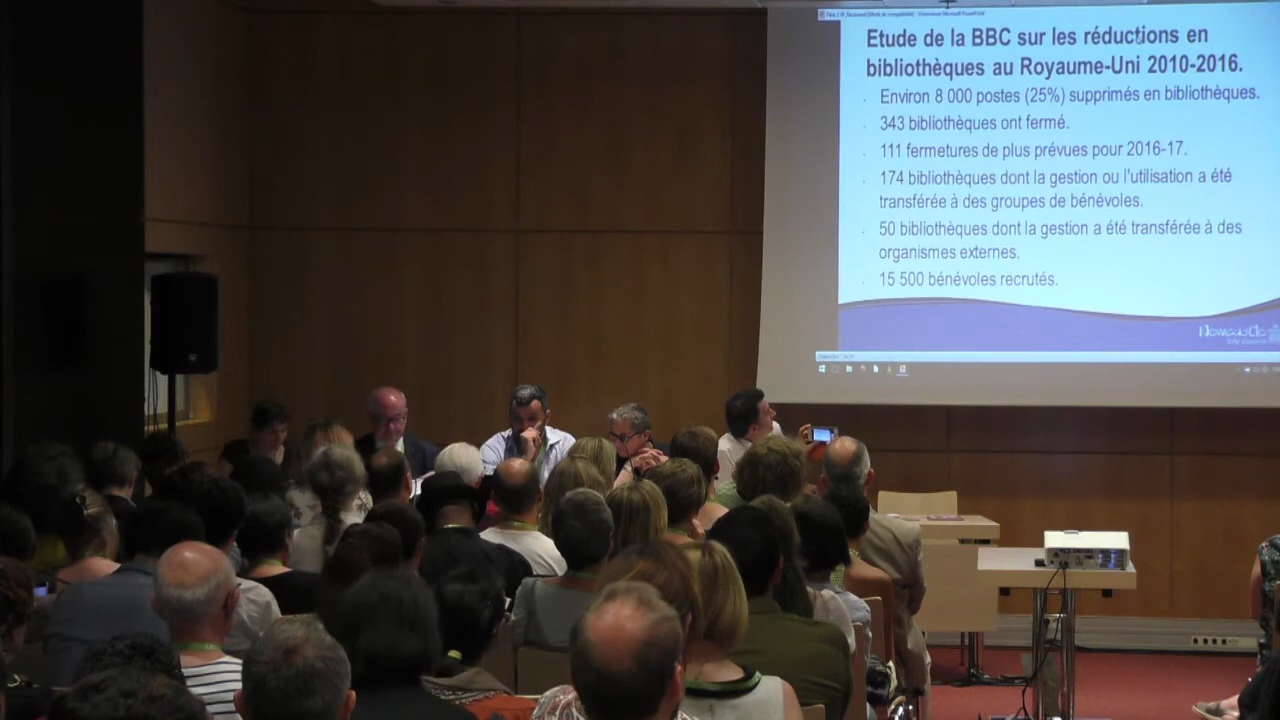 Etude de la BBC sur les réductions en
bibliothèques au Royaume-Uni 2010-2016.
Environ 8 000 postes (25%) supprimés en bibliothèques.
343 bibliothèques ont fermé.
111 fermetures de plus prévues pour 2016-17.
174 bibliothèques dont la gestion ou l'utilisation a été
transférée à des groupes de bénévoles.
50 bibliothèques dont la gestion a été transférée à des
organismes externes.
15 500 bénévoles recrutés.
Newcastle
City Council